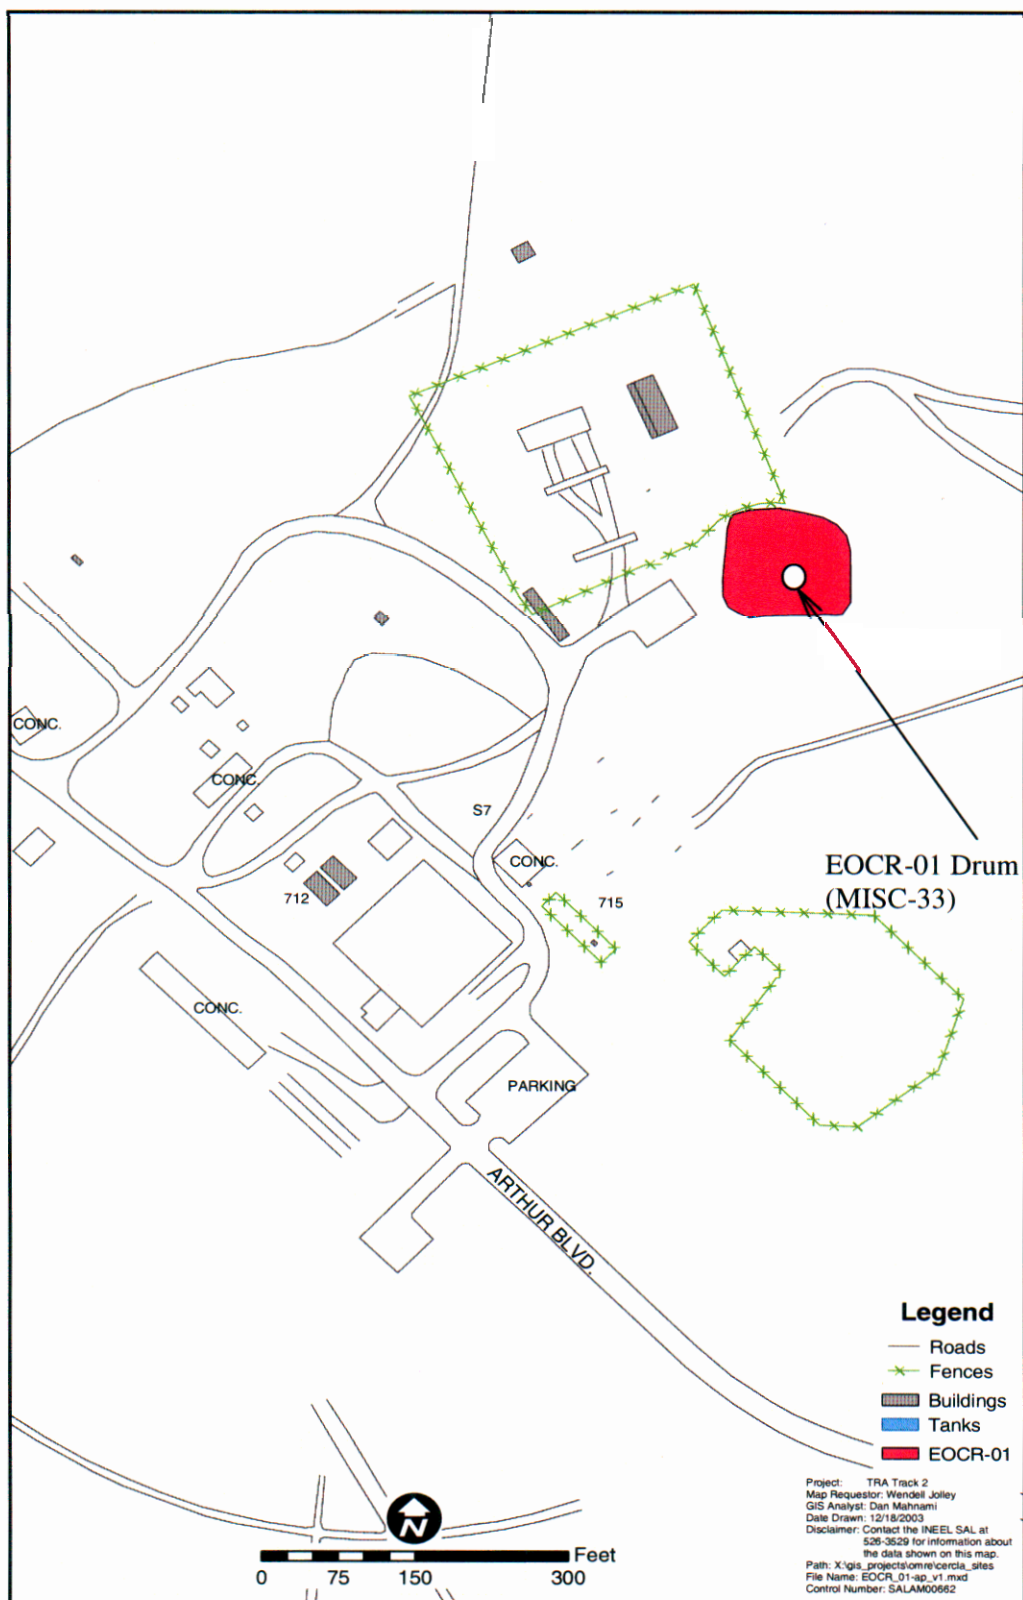 CONC.
CONC.
S7
CONC.
EOCR-01 Drum
(MISC-33)
712
715
CONC.
PARKING
ARTHUR BLVD.
Legend
Roads
Fences
Buildings
Tanks
EOCR-01
Project: TRA Track 2
Map Requestor: Wendell Jolley
GIS Analyst: Dan Mahnami
Date Drawn: 12/18/2003
Disclaimer: Contact the INEEL SAL at
526-3529 for information about
the data shown on this map.
Path: X:\gis_projects\omre\cercla_sites
File Name: EOCR_01-ap_v1.mxd
Control Number: SALAM00662
N
Feet
0 75 150 300